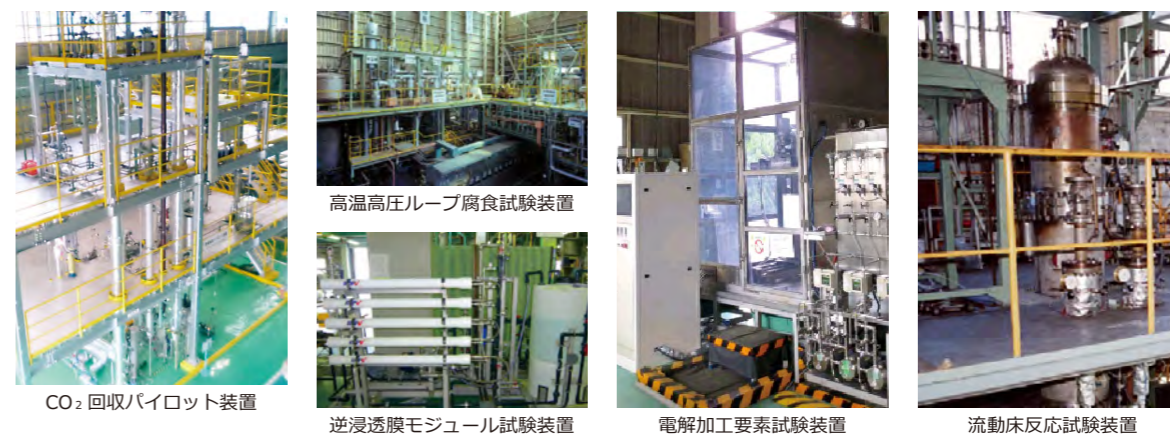 CO₂ 回収パイロット装置
高温高圧ループ腐食試験装置
逆浸透膜モジュール試験装置
電解加工要素試験装置
流動床反応試験装置